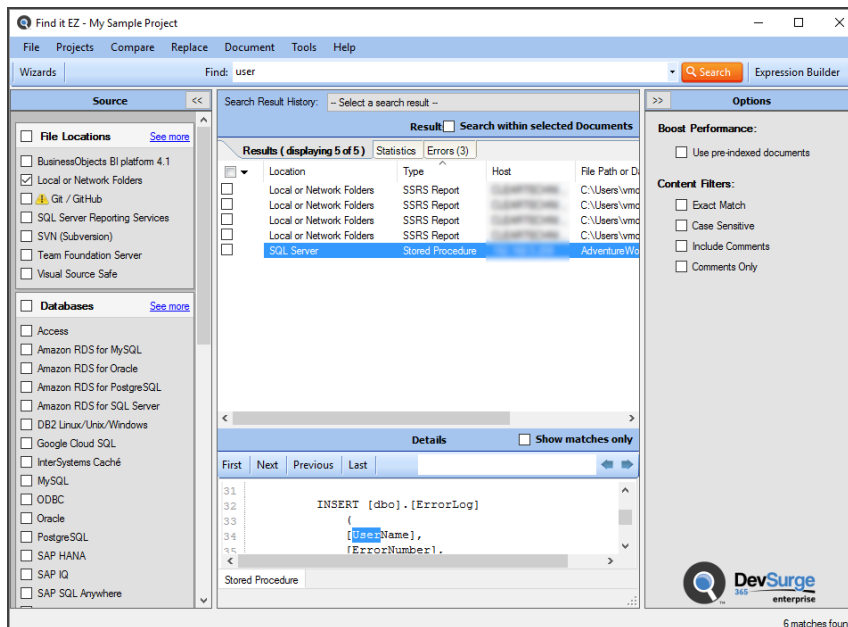 Find it EZ - My Sample Project
File Projects Compare Replace Document Tools Help
Wizards Find: user Search Expression Builder
Source << Search Result History: -- Select a search result -- >> Options
Result Search within selected Documents
File Locations See more
BusinessObjects BI platform 4.1
Local or Network Folders
Git / GitHub
SQL Server Reporting Services
SVN (Subversion)
Team Foundation Server
Visual Source Safe
Databases See more
Access
Amazon RDS for MySQL
Amazon RDS for Oracle
Amazon RDS for PostgreSQL
Amazon RDS for SQL Server
DB2 Linux/Unix/Windows
Google Cloud SQL
InterSystems Caché
MySQL
ODBC
Oracle
PostgreSQL
SAP HANA
SAP IQ
SAP SQL Anywhere
Results ( displaying 5 of 5 ) Statistics Errors (3)
Location Type Host File Path or Da
Local or Network Folders SSRS Report C:\Users\vmc
Local or Network Folders SSRS Report C:\Users\vmc
Local or Network Folders SSRS Report C:\Users\vmc
Local or Network Folders SSRS Report C:\Users\vmc
SQL Server Stored Procedure AdventureWo
Details Show matches only
First Next Previous Last
31
32 INSERT [dbo].[ErrorLog]
33 (
34 [UserName],
35 [ErrorNumber],
Stored Procedure
Boost Performance:
Use pre-indexed documents
Content Filters:
Exact Match
Case Sensitive
Include Comments
Comments Only
DevSurge
365 enterprise
6 matches foun